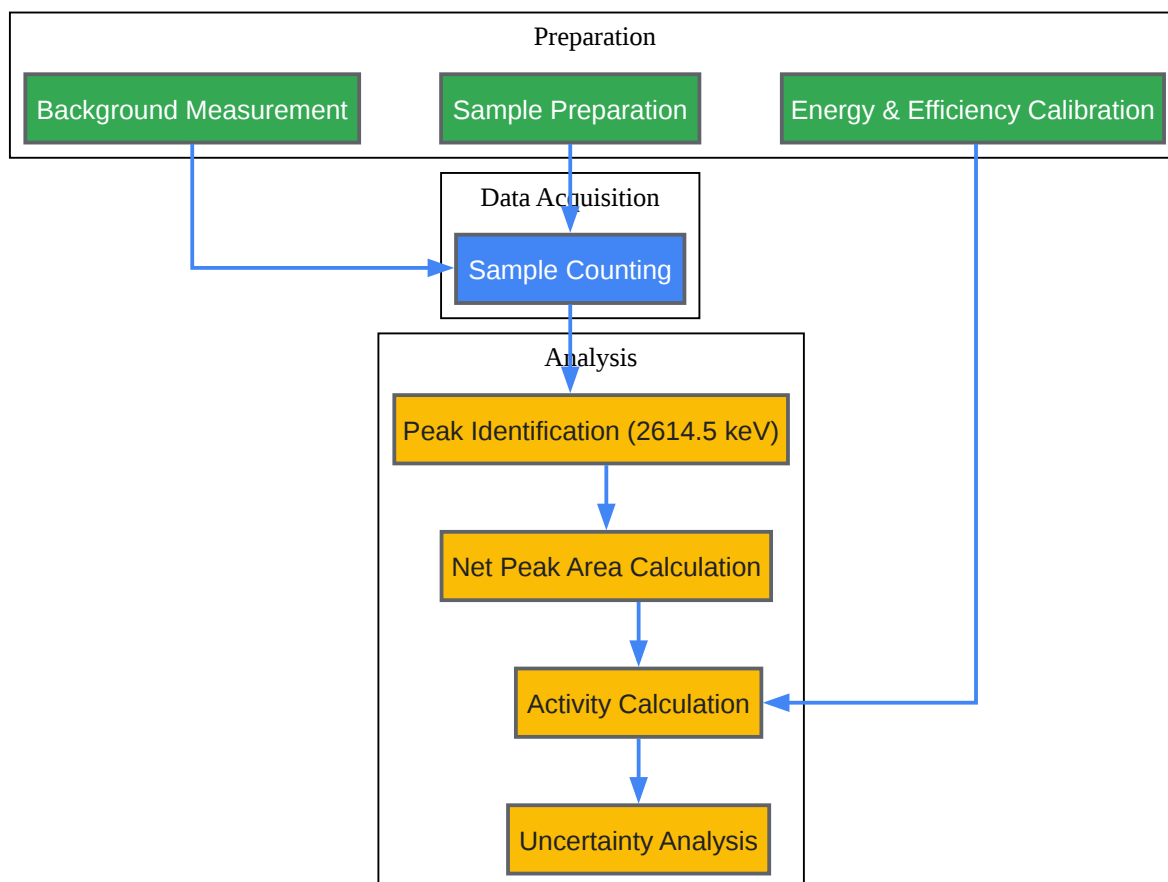 Preparation
Background Measurement
Sample Preparation
Energy & Efficiency Calibration
Data Acquisition
Sample Counting
Analysis
Peak Identification (2614.5 keV)
Net Peak Area Calculation
Activity Calculation
Uncertainty Analysis